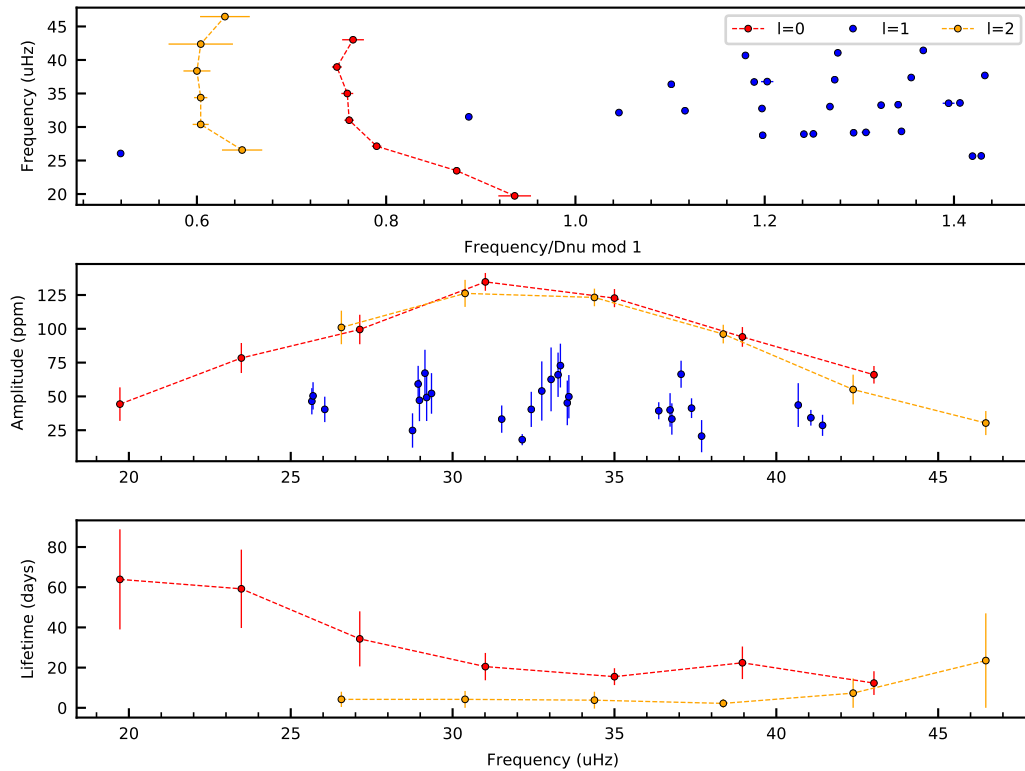 l=0 l=1 l=2
Frequency (uHz)
45
40
35
30
25
20
0.6 0.8 1.0 1.2 1.4
Frequency/Dnu mod 1
Amplitude (ppm)
125
100
75
50
25
20 25 30 35 40 45
Lifetime (days)
80
60
40
20
0
20 25 30 35 40 45
Frequency (uHz)